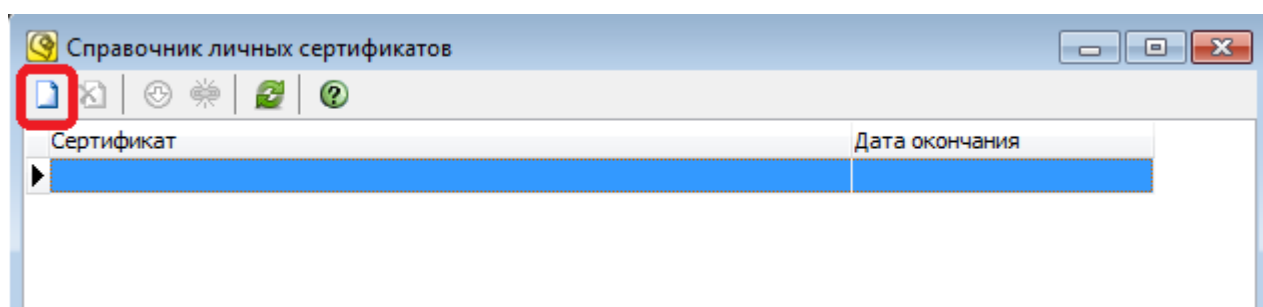 Справочник личных сертификатов
Сертификат Дата окончания